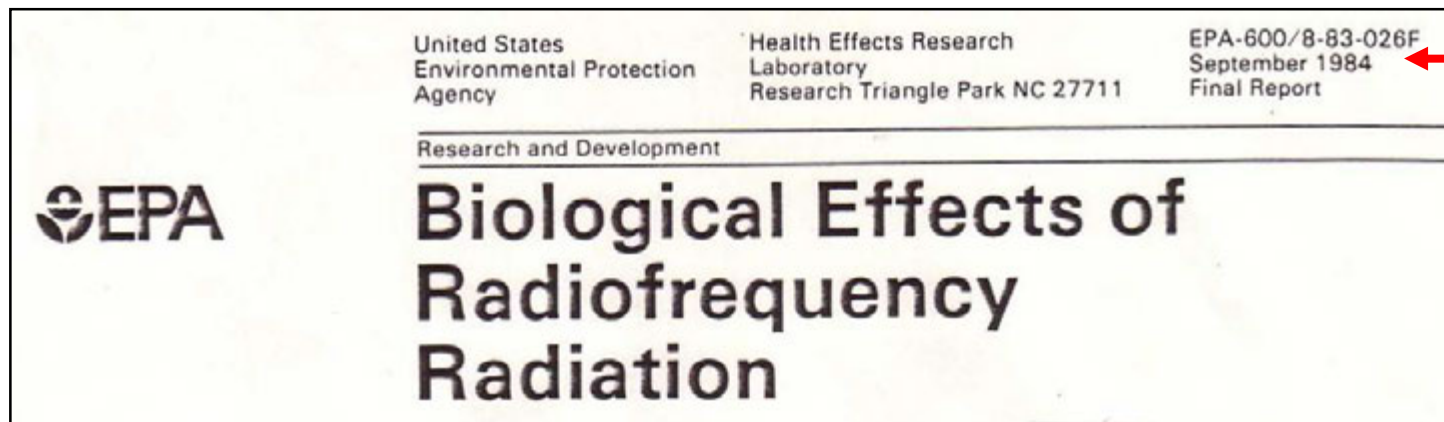 United States
Environmental Protection
Agency
Health Effects Research
Laboratory
Research Triangle Park NC 27711
EPA-600/8-83-026F
September 1984
Final Report
Research and Development
EPA
Biological Effects of
Radiofrequency
Radiation